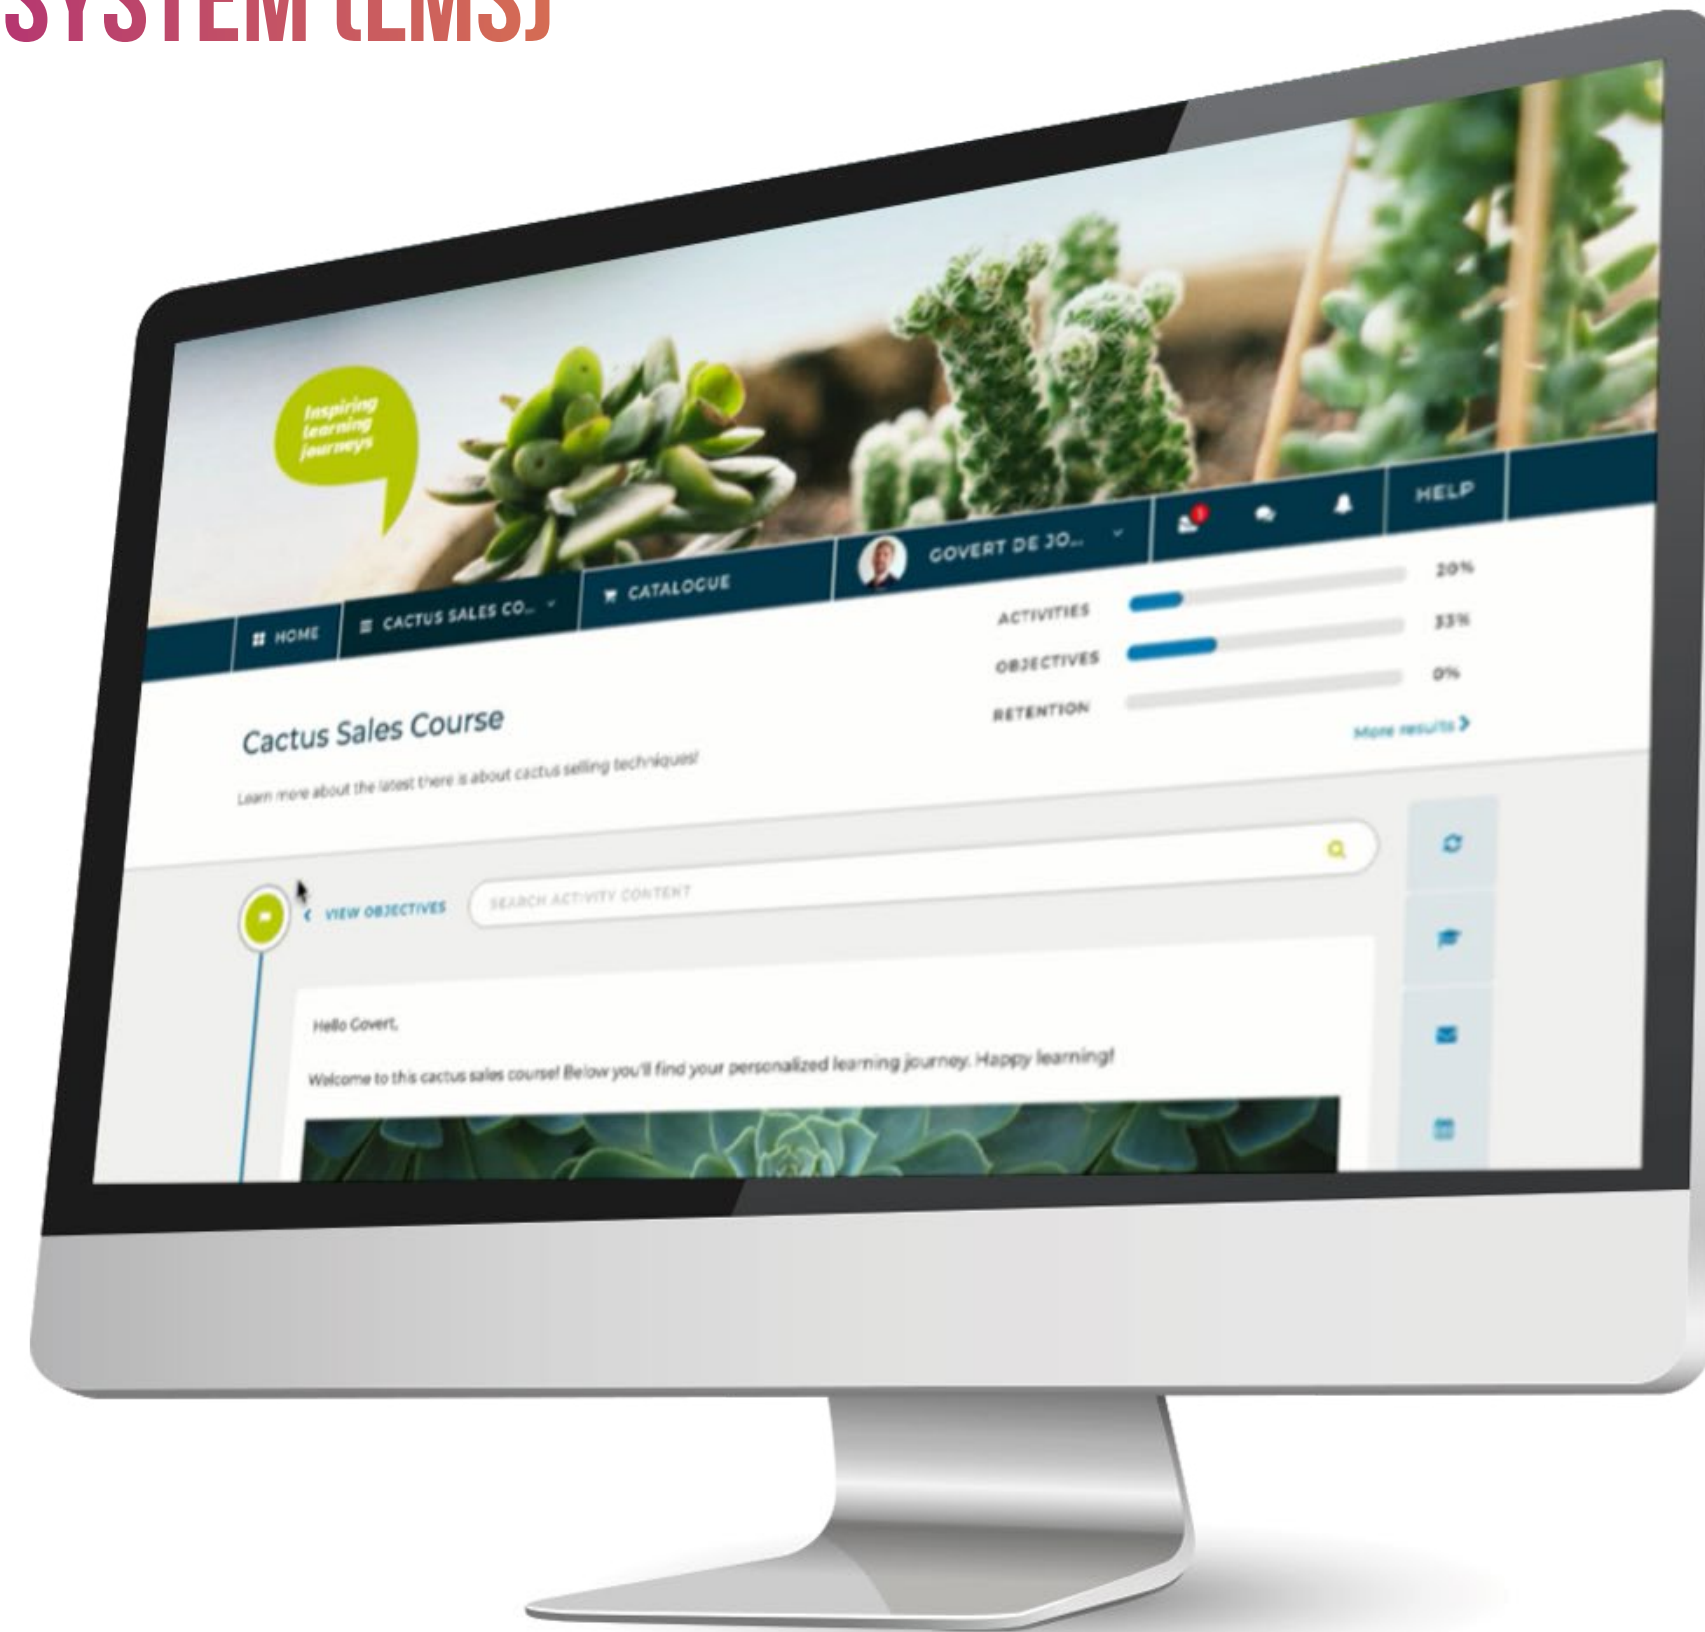 SYSTEM (LMS)
Inspiring
learning
journeys
HOME
CACTUS SALES CO...
CATALOGUE
GOVERT DE JO...
HELP
ACTIVITIES 20%
OBJECTIVES 33%
RETENTION 0%
More results
Cactus Sales Course
Learn more about the latest there is about cactus selling techniques!
VIEW OBJECTIVES
SEARCH ACTIVITY CONTENT
Hello Govert,
Welcome to this cactus sales course! Below you'll find your personalized learning journey. Happy learning!